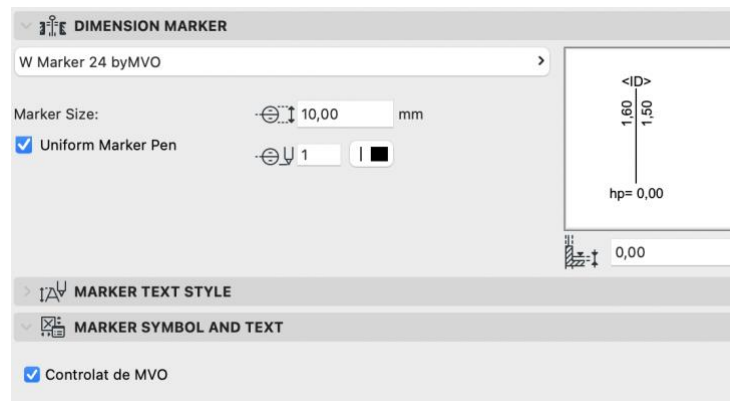 DIMENSION MARKER
W Marker 24 byMVO
Marker Size:
10,00 mm
Uniform Marker Pen
1
<ID>
1,60
1,50
hp= 0,00
0,00
MARKER TEXT STYLE
MARKER SYMBOL AND TEXT
Controlat de MVO